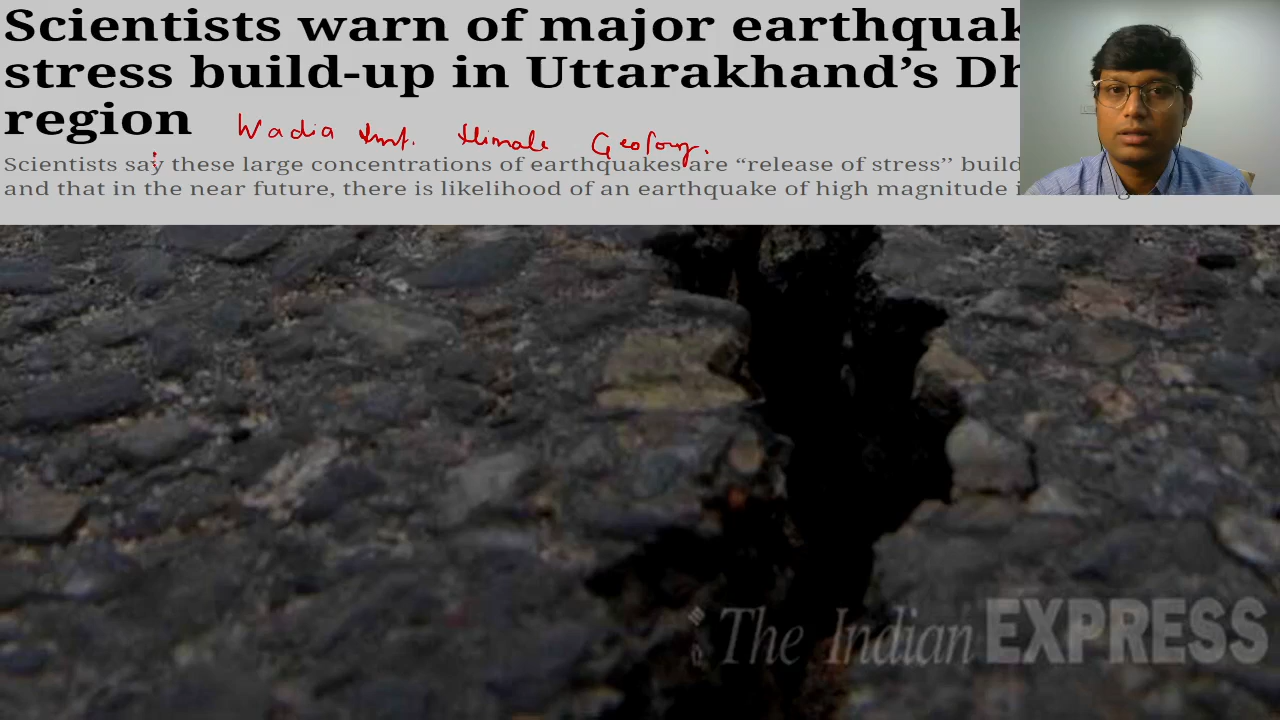 Scientists warn of major earthquak
stress build-up in Uttarakhand’s Dh
region
Wadia Inst. Himale Geology.
Scientists say these large concentrations of earthquakes are “release of stress’’ build
and that in the near future, there is likelihood of an earthquake of high magnitude i
The Indian EXPRESS